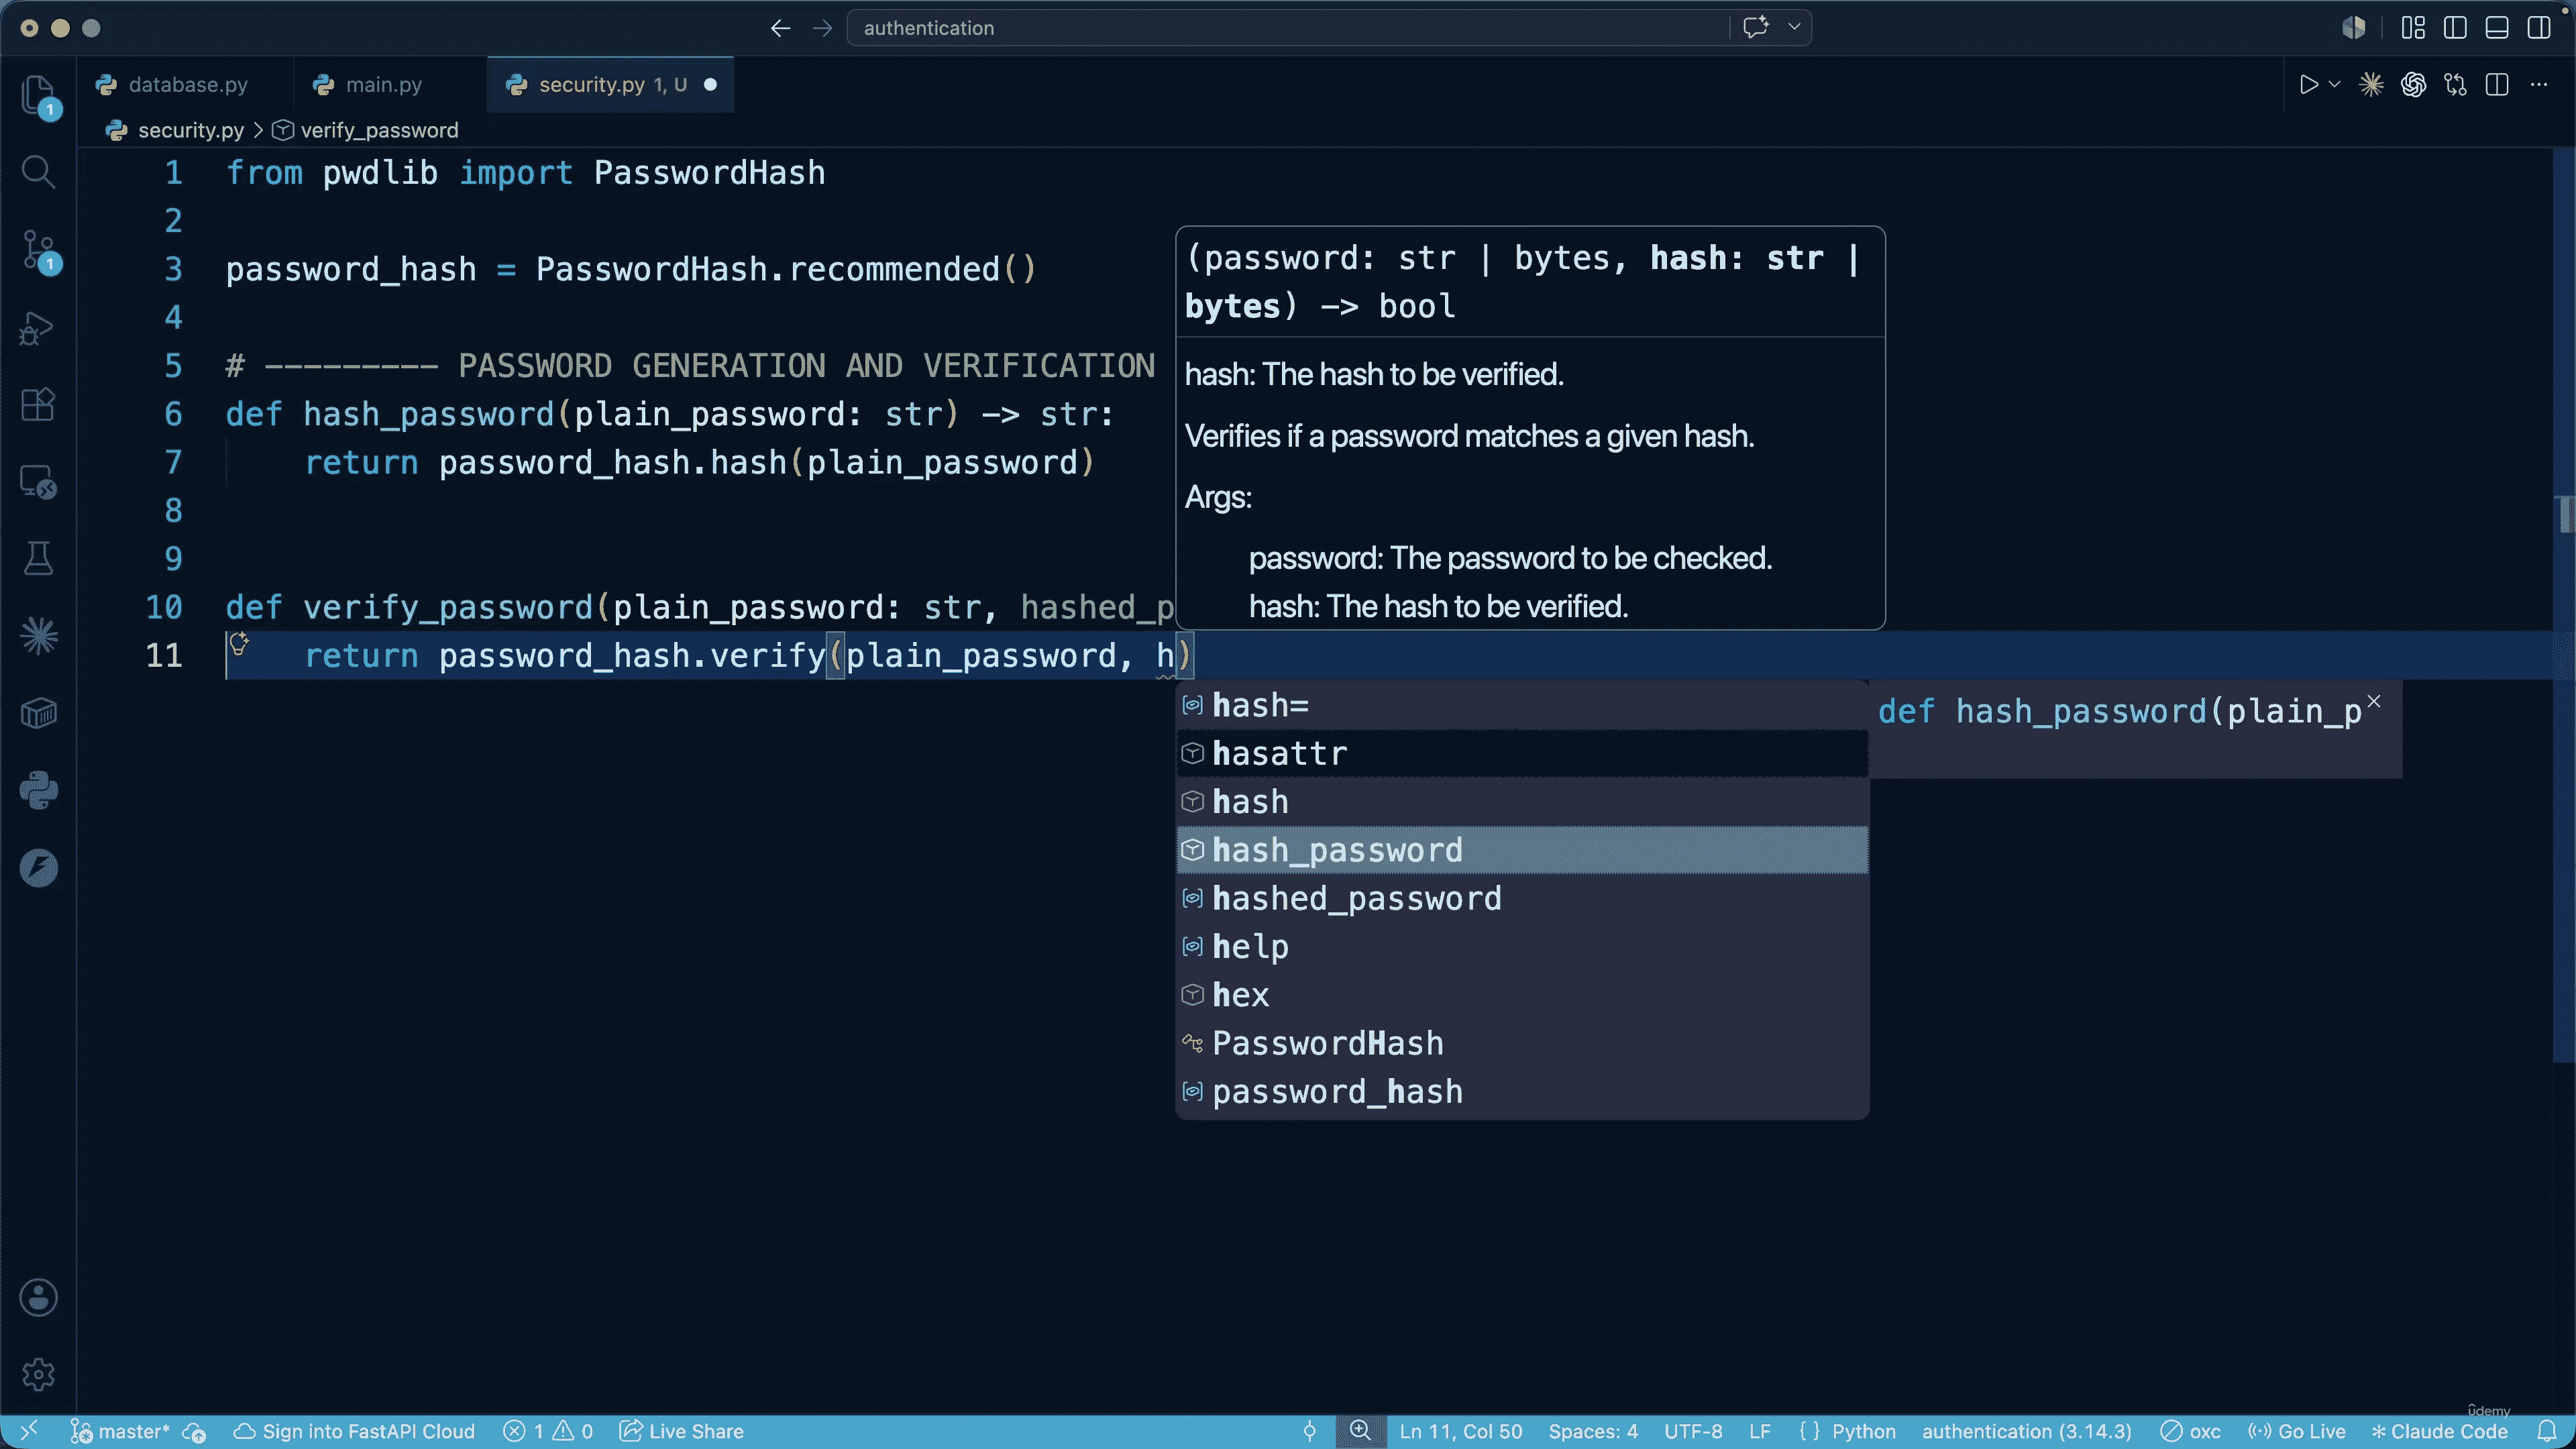 authentication
database.py
main.py
security.py 1, U
security.py > verify_password
1 from pwdlib import PasswordHash
2
3 password_hash = PasswordHash.recommended()
4
5 # --------- PASSWORD GENERATION AND VERIFICATION
6 def hash_password(plain_password: str) -> str:
7 return password_hash.hash(plain_password)
8
9
10 def verify_password(plain_password: str, hashed_p
11 return password_hash.verify(plain_password, h)
(password: str | bytes, hash: str |
bytes) -> bool
hash: The hash to be verified.
Verifies if a password matches a given hash.
Args:
password: The password to be checked.
hash: The hash to be verified.
hash=
hasattr
hash
hash_password
hashed_password
help
hex
PasswordHash
password_hash
def hash_password(plain_p
1
1
ûdemy
master* Sign into FastAPI Cloud 1 0 Live Share Ln 11, Col 50 Spaces: 4 UTF-8 LF { } Python authentication (3.14.3) oxc Go Live Claude Code